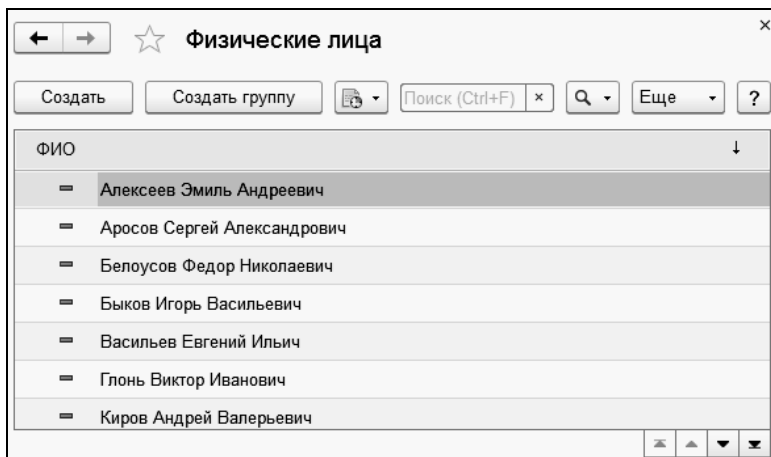 Физические лица
Создать Создать группу Поиск (Ctrl+F) × Еще ?
ФИО ↓
Алексеев Эмиль Андреевич
Аросов Сергей Александрович
Белоусов Федор Николаевич
Быков Игорь Васильевич
Васильев Евгений Ильич
Глонь Виктор Иванович
Киров Андрей Валерьевич